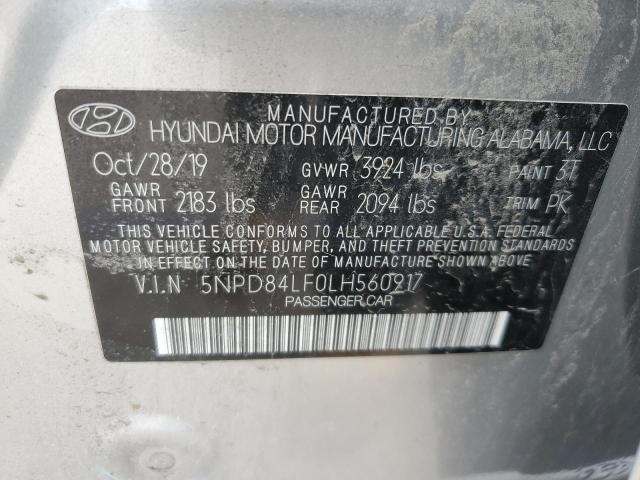 MANUFACTURED BY
HYUNDAI MOTOR MANUFACTURING ALABAMA, LLC
Oct/28/19 GVWR 3924 lbs PAINT 3T
GAWR FRONT 2183 lbs GAWR REAR 2094 lbs TRIM PK
THIS VEHICLE CONFORMS TO ALL APPLICABLE U.S.A. FEDERAL
MOTOR VEHICLE SAFETY, BUMPER, AND THEFT PREVENTION
STANDARDS IN EFFECT ON THE DATE OF MANUFACTURE SHOWN ABOVE
V.I.N 5NPD84LF0LH560917
PASSENGER CAR